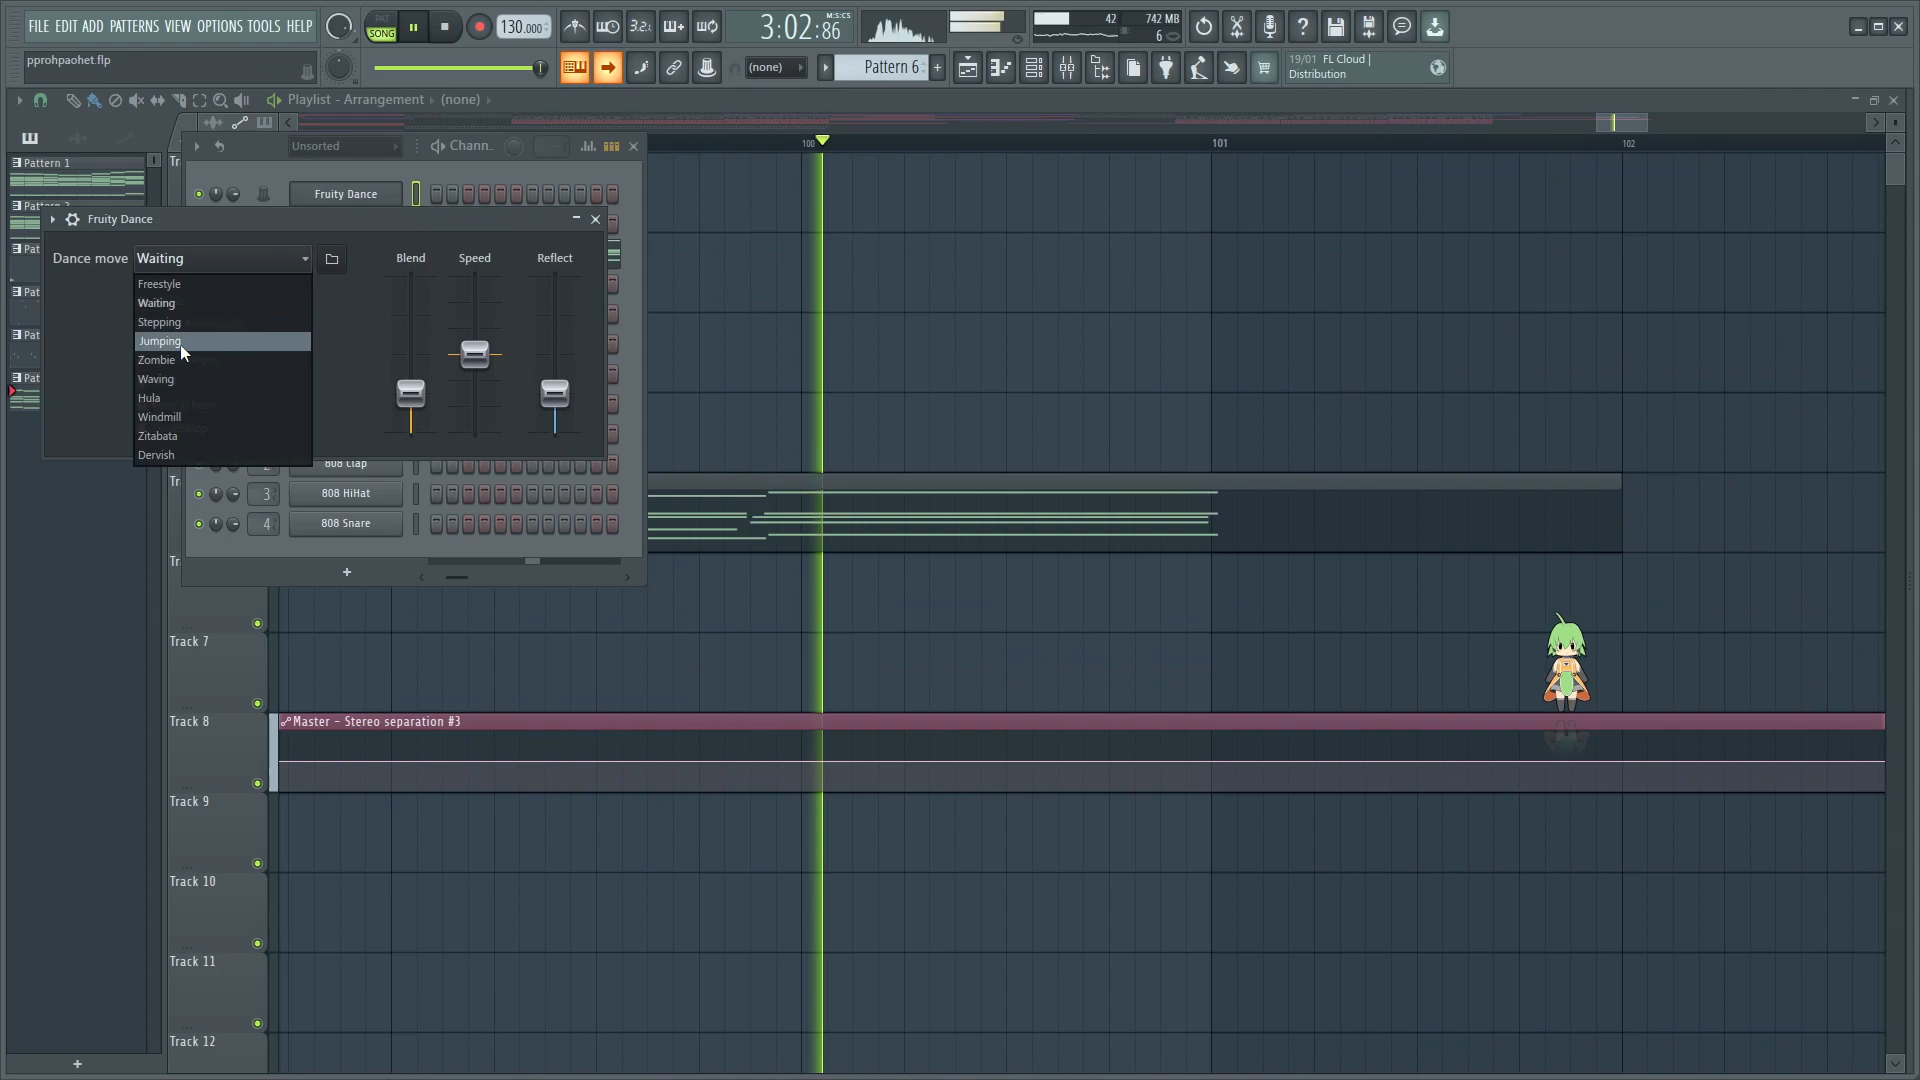 FILE EDIT ADD PATTERNS VIEW OPTIONS TOOLS HELP
PAT
SONG
130.000
3.2.ᵢ
3:02:86
M:S:CS
42
742 MB
6
pprohpaohet.flp
(none)
Pattern 6
+
19/01 FL Cloud |
Distribution
Playlist - Arrangement
(none)
Unsorted
Chann..
100
101
102
Pattern 1
Fruity Dance
Fruity Dance
Dance move
Waiting
Blend
Speed
Reflect
Freestyle
Waiting
Stepping
Jumping
Zombie
Waving
Hula
Windmill
Zitabata
Dervish
Pat
Pat
Pat
Pat
808 Clap
3
808 HiHat
4
808 Snare
+
Track 7
Track 8
Master - Stereo separation #3
Track 9
Track 10
Track 11
Track 12
+